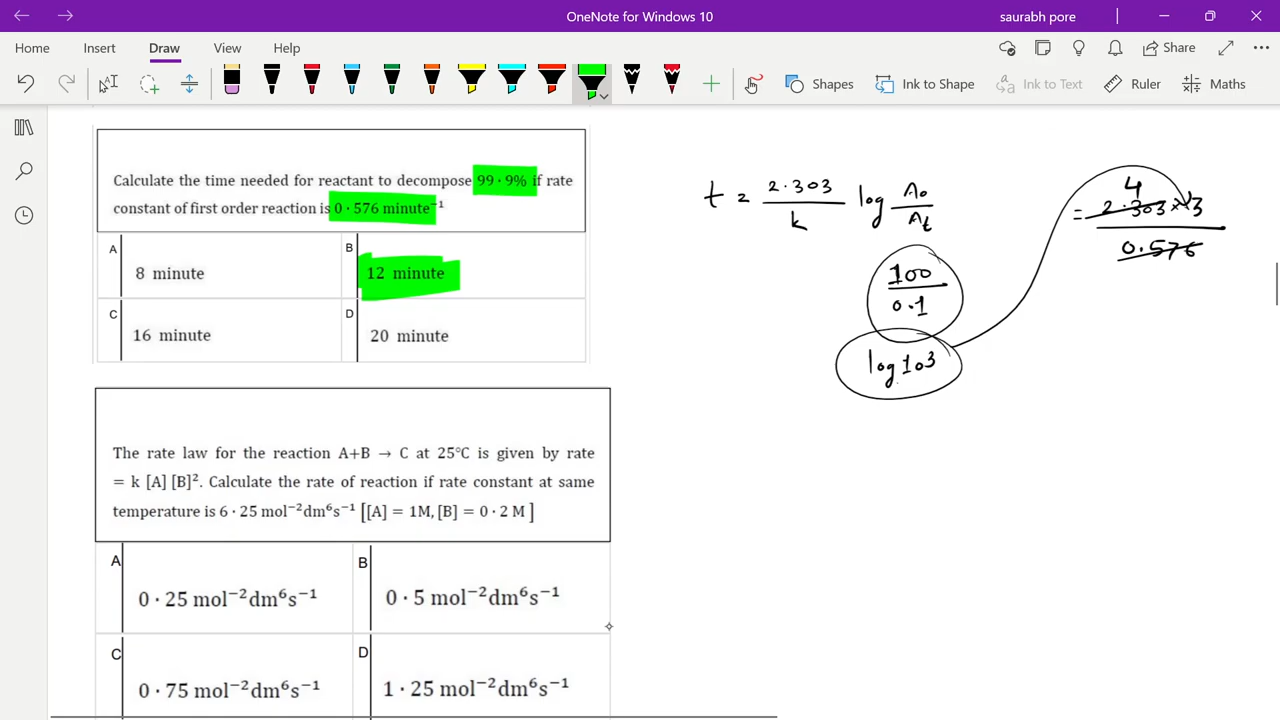 OneNote for Windows 10
saurabh pore
Home Insert Draw View Help
Share
Shapes Ink to Shape Ink to Text Ruler Maths
Calculate the time needed for reactant to decompose 99·9% if rate
constant of first order reaction is 0·576 minute⁻¹
A 8 minute
B 12 minute
C 16 minute
D 20 minute
t = 2.303 / k log A₀ / Aₜ
100 / 0.1
log 10³
= 4 2.303 × 3 / 0.576
The rate law for the reaction A+B → C at 25°C is given by rate
= k [A] [B]². Calculate the rate of reaction if rate constant at same
temperature is 6·25 mol⁻²dm⁶s⁻¹ [[A] = 1M, [B] = 0·2 M ]
A 0·25 mol⁻²dm⁶s⁻¹
B 0·5 mol⁻²dm⁶s⁻¹
C 0·75 mol⁻²dm⁶s⁻¹
D 1·25 mol⁻²dm⁶s⁻¹